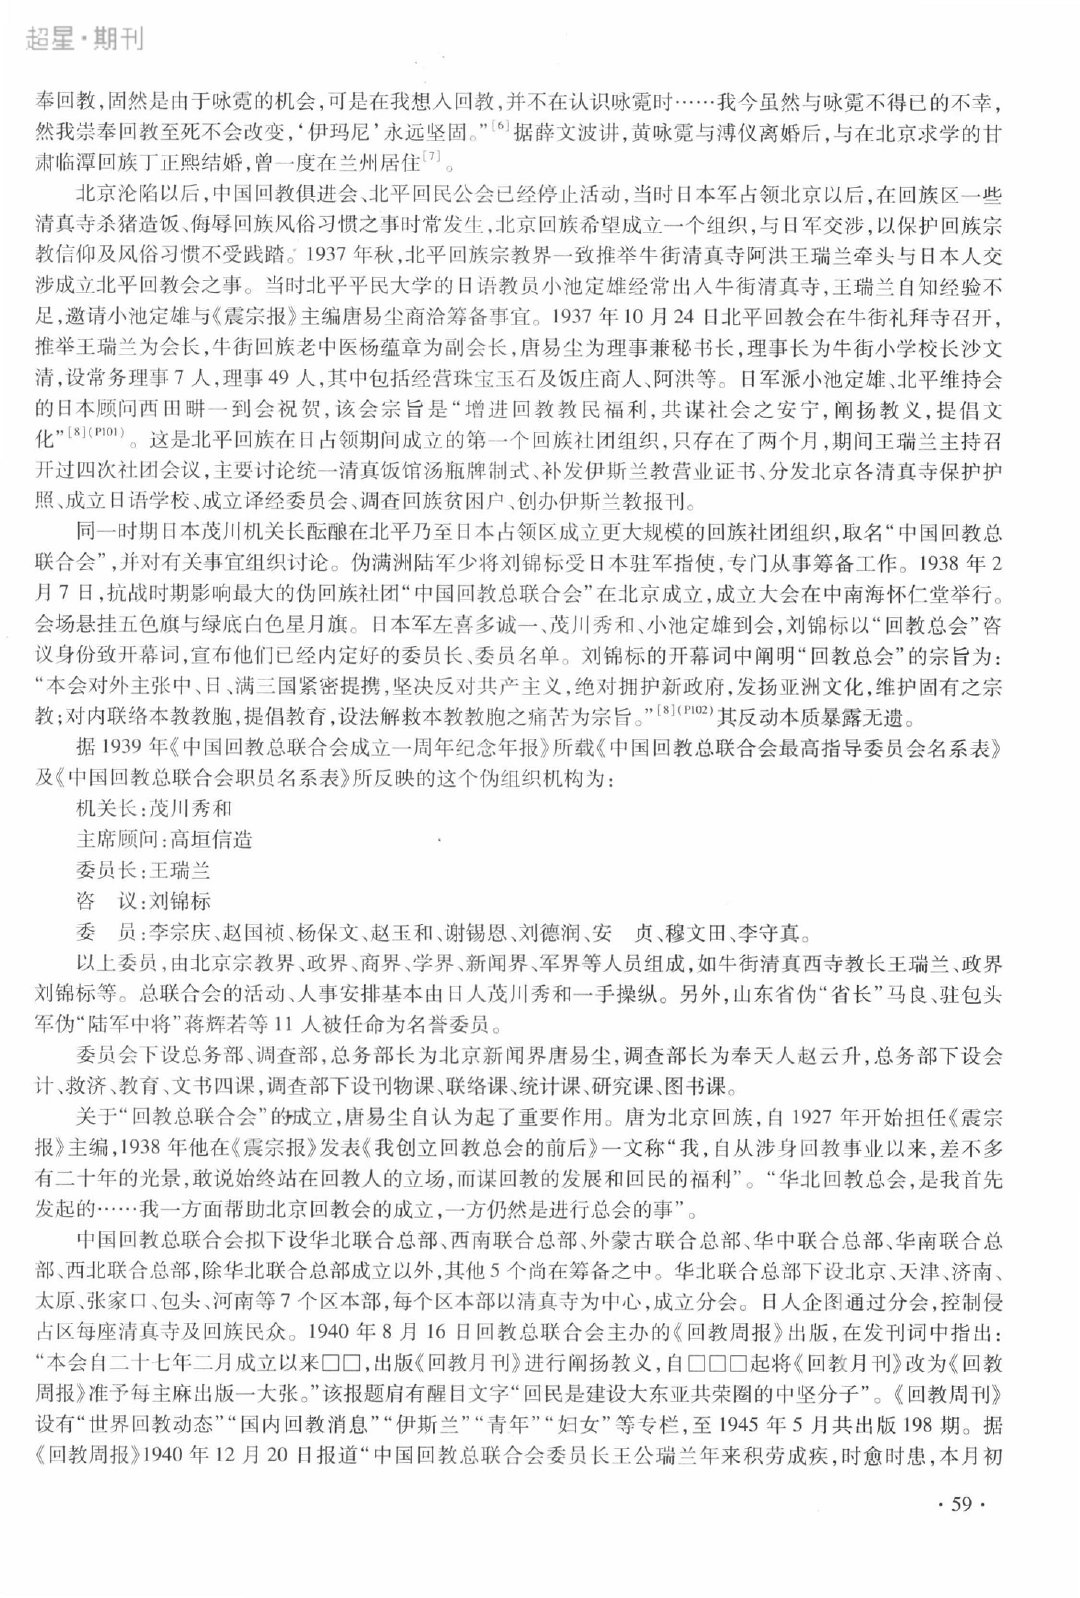 超星·期刊
奉回教,固然是由于咏霓的机会,可是在我想入回教,并不在认识咏霓时……我今虽然与咏霓不得已的不幸,
然我崇奉回教至死不会改变,‘伊玛尼’永远坚固。”[6]据薛文波讲,黄咏霓与溥仪离婚后,与在北京求学的甘
肃临潭回族丁正熙结婚,曾一度在兰州居住[7]。
北京沦陷以后,中国回教俱进会、北平回民公会已经停止活动,当时日本军占领北京以后,在回族区一些
清真寺杀猪造饭、侮辱回族风俗习惯之事时常发生,北京回族希望成立一个组织,与日军交涉,以保护回族宗
教信仰及风俗习惯不受践踏。1937 年秋,北平回族宗教界一致推举牛街清真寺阿洪王瑞兰牵头与日本人交
涉成立北平回教会之事。当时北平平民大学的日语教员小池定雄经常出入牛街清真寺,王瑞兰自知经验不
足,邀请小池定雄与《震宗报》主编唐易尘商洽筹备事宜。1937 年 10 月 24 日北平回教会在牛街礼拜寺召开,
推举王瑞兰为会长,牛街回族老中医杨蕴章为副会长,唐易尘为理事兼秘书长,理事长为牛街小学校长沙文
清,设常务理事 7 人,理事 49 人,其中包括经营珠宝玉石及饭庄商人、阿洪等。日军派小池定雄、北平维持会
的日本顾问西田畊一到会祝贺,该会宗旨是“增进回教教民福利,共谋社会之安宁,阐扬教义,提倡文
化”[8](P101)。这是北平回族在日占领期间成立的第一个回族社团组织,只存在了两个月,期间王瑞兰主持召
开过四次社团会议,主要讨论统一清真饭馆汤瓶牌制式、补发伊斯兰教营业证书、分发北京各清真寺保护护
照、成立日语学校、成立译经委员会、调查回族贫困户、创办伊斯兰教报刊。
同一时期日本茂川机关长酝酿在北平乃至日本占领区成立更大规模的回族社团组织,取名“中国回教总
联合会”,并对有关事宜组织讨论。伪满洲陆军少将刘锦标受日本驻军指使,专门从事筹备工作。1938 年 2
月 7 日,抗战时期影响最大的伪回族社团“中国回教总联合会”在北京成立,成立大会在中南海怀仁堂举行。
会场悬挂五色旗与绿底白色星月旗。日本军左喜多诚一、茂川秀和、小池定雄到会,刘锦标以“回教总会”咨
议身份致开幕词,宣布他们已经内定好的委员长、委员名单。刘锦标的开幕词中阐明“回教总会”的宗旨为:
“本会对外主张中、日、满三国紧密提携,坚决反对共产主义,绝对拥护新政府,发扬亚洲文化,维护固有之宗
教;对内联络本教教胞,提倡教育,设法解救本教教胞之痛苦为宗旨。”[8](P102)其反动本质暴露无遗。
据 1939 年《中国回教总联合会成立一周年纪念年报》所载《中国回教总联合会最高指导委员会名系表》
及《中国回教总联合会职员名系表》所反映的这个伪组织机构为:
机关长:茂川秀和
主席顾问:高垣信造
委员长:王瑞兰
咨　议:刘锦标
委　员:李宗庆、赵国祯、杨保文、赵玉和、谢锡恩、刘德润、安　贞、穆文田、李守真。
以上委员,由北京宗教界、政界、商界、学界、新闻界、军界等人员组成,如牛街清真西寺教长王瑞兰、政界
刘锦标等。总联合会的活动、人事安排基本由日人茂川秀和一手操纵。另外,山东省伪“省长”马良、驻包头
军伪“陆军中将”蒋辉若等 11 人被任命为名誉委员。
委员会下设总务部、调查部,总务部长为北京新闻界唐易尘,调查部长为奉天人赵云升,总务部下设会
计、救济、教育、文书四课,调查部下设刊物课、联络课、统计课、研究课、图书课。
关于“回教总联合会”的成立,唐易尘自认为起了重要作用。唐为北京回族,自 1927 年开始担任《震宗
报》主编,1938 年他在《震宗报》发表《我创立回教总会的前后》一文称“我,自从涉身回教事业以来,差不多
有二十年的光景,敢说始终站在回教人的立场,而谋回教的发展和回民的福利”。“华北回教总会,是我首先
发起的……我一方面帮助北京回教会的成立,一方仍然是进行总会的事”。
中国回教总联合会拟下设华北联合总部、西南联合总部、外蒙古联合总部、华中联合总部、华南联合总
部、西北联合总部,除华北联合总部成立以外,其他 5 个尚在筹备之中。华北联合总部下设北京、天津、济南、
太原、张家口、包头、河南等 7 个区本部,每个区本部以清真寺为中心,成立分会。日人企图通过分会,控制侵
占区每座清真寺及回族民众。1940 年 8 月 16 日回教总联合会主办的《回教周报》出版,在发刊词中指出:
“本会自二十七年二月成立以来□□,出版《回教月刊》进行阐扬教义,自□□□起将《回教月刊》改为《回教
周报》准予每主麻出版一大张。”该报题肩有醒目文字“回民是建设大东亚共荣圈的中坚分子”。《回教周刊》
设有“世界回教动态”“国内回教消息”“伊斯兰”“青年”“妇女”等专栏,至 1945 年 5 月共出版 198 期。据
《回教周报》1940 年 12 月 20 日报道“中国回教总联合会委员长王公瑞兰年来积劳成疾,时愈时患,本月初
· 59 ·